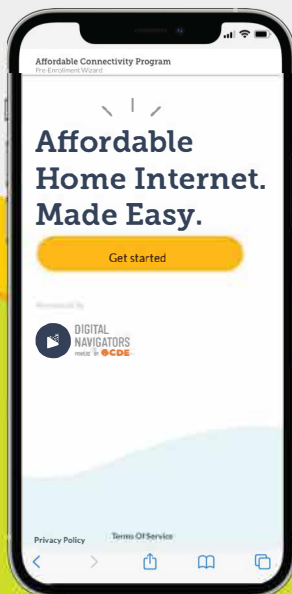 Affordable Connectivity Program
Pre-Enrollment Wizard
Affordable
Home Internet.
Made Easy.
Get started
DIGITAL
NAVIGATORS
CDE
Privacy Policy
Terms Of Service